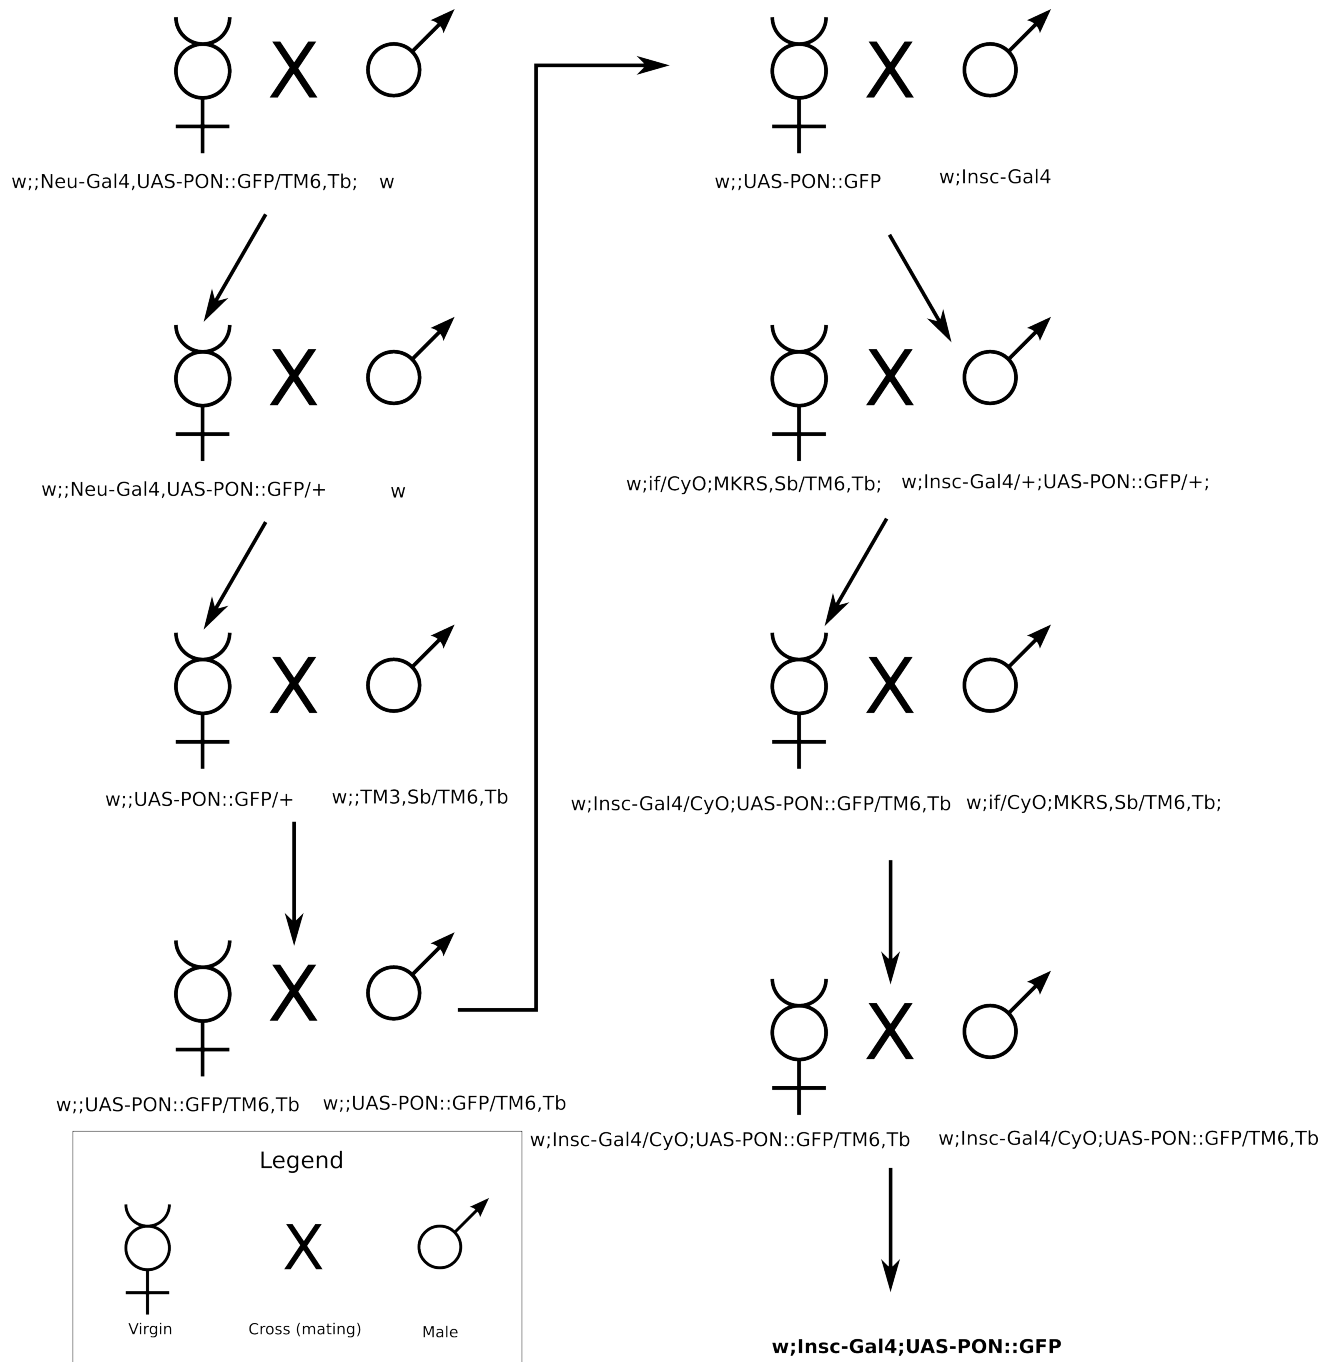 w;;Neu-Gal4,UAS-PON::GFP/TM6,Tb; w
w;;Neu-Gal4,UAS-PON::GFP/+ w
w;;UAS-PON::GFP/+ w;;TM3,Sb/TM6,Tb
w;;UAS-PON::GFP/TM6,Tb w;;UAS-PON::GFP/TM6,Tb
w;;UAS-PON::GFP w;Insc-Gal4
w;if/CyO;MKRS,Sb/TM6,Tb; w;Insc-Gal4/+;UAS-PON::GFP/+;
w;Insc-Gal4/CyO;UAS-PON::GFP/TM6,Tb w;if/CyO;MKRS,Sb/TM6,Tb;
w;Insc-Gal4/CyO;UAS-PON::GFP/TM6,Tb w;Insc-Gal4/CyO;UAS-PON::GFP/TM6,Tb
w;Insc-Gal4;UAS-PON::GFP
Legend
Virgin Cross (mating) Male